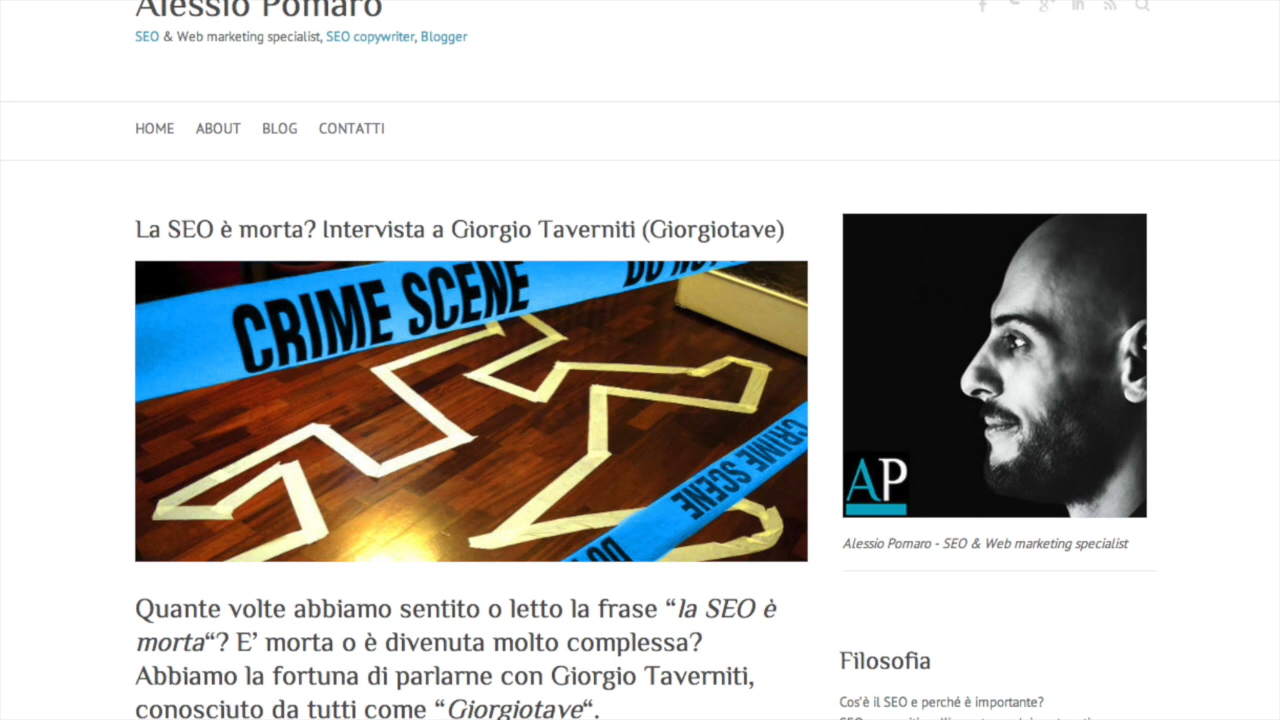 Alessio Pomaro
SEO & Web marketing specialist, SEO copywriter, Blogger
HOME ABOUT BLOG CONTATTI
La SEO è morta? Intervista a Giorgio Taverniti (Giorgiotave)
CRIME SCENE DO NOT
CRIME SCENE
DO
AP
Alessio Pomaro - SEO & Web marketing specialist
Quante volte abbiamo sentito o letto la frase “la SEO è
morta“? E’ morta o è divenuta molto complessa?
Abbiamo la fortuna di parlarne con Giorgio Taverniti,
conosciuto da tutti come “Giorgiotave“.
Filosofia
Cos'è il SEO e perché è importante?